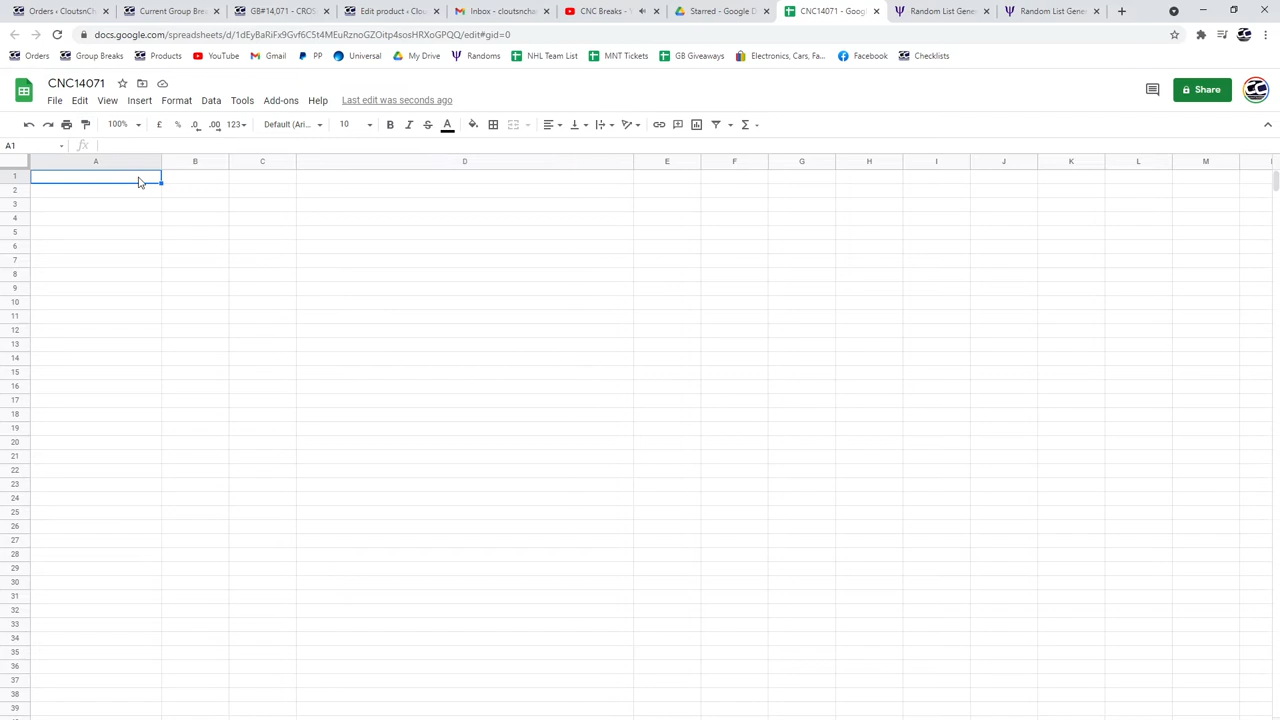 Orders ‹ CloutsnCh
Current Group Brea
GB#14,071 - CROS
Edit product ‹ Clou
Inbox - cloutsnchar
CNC Breaks - Y
Starred - Google D
CNC14071 - Googl
Random List Gene
Random List Gene
docs.google.com/spreadsheets/d/1dEyBaRiFx9Gvf6C5t4MEuRznoGZOitp4sosHRXoGPQQ/edit#gid=0
Orders
Group Breaks
Products
YouTube
Gmail
PP
Universal
My Drive
Randoms
NHL Team List
MNT Tickets
GB Giveaways
Electronics, Cars, Fa...
Facebook
Checklists
CNC14071
File Edit View Insert Format Data Tools Add-ons Help Last edit was seconds ago
Share
100% £ % .0 .00 123 Default (Ari... 10 B I S A
A1 fx
A B C D E F G H I J K L M
1
2
3
4
5
6
7
8
9
10
11
12
13
14
15
16
17
18
19
20
21
22
23
24
25
26
27
28
29
30
31
32
33
34
35
36
37
38
39